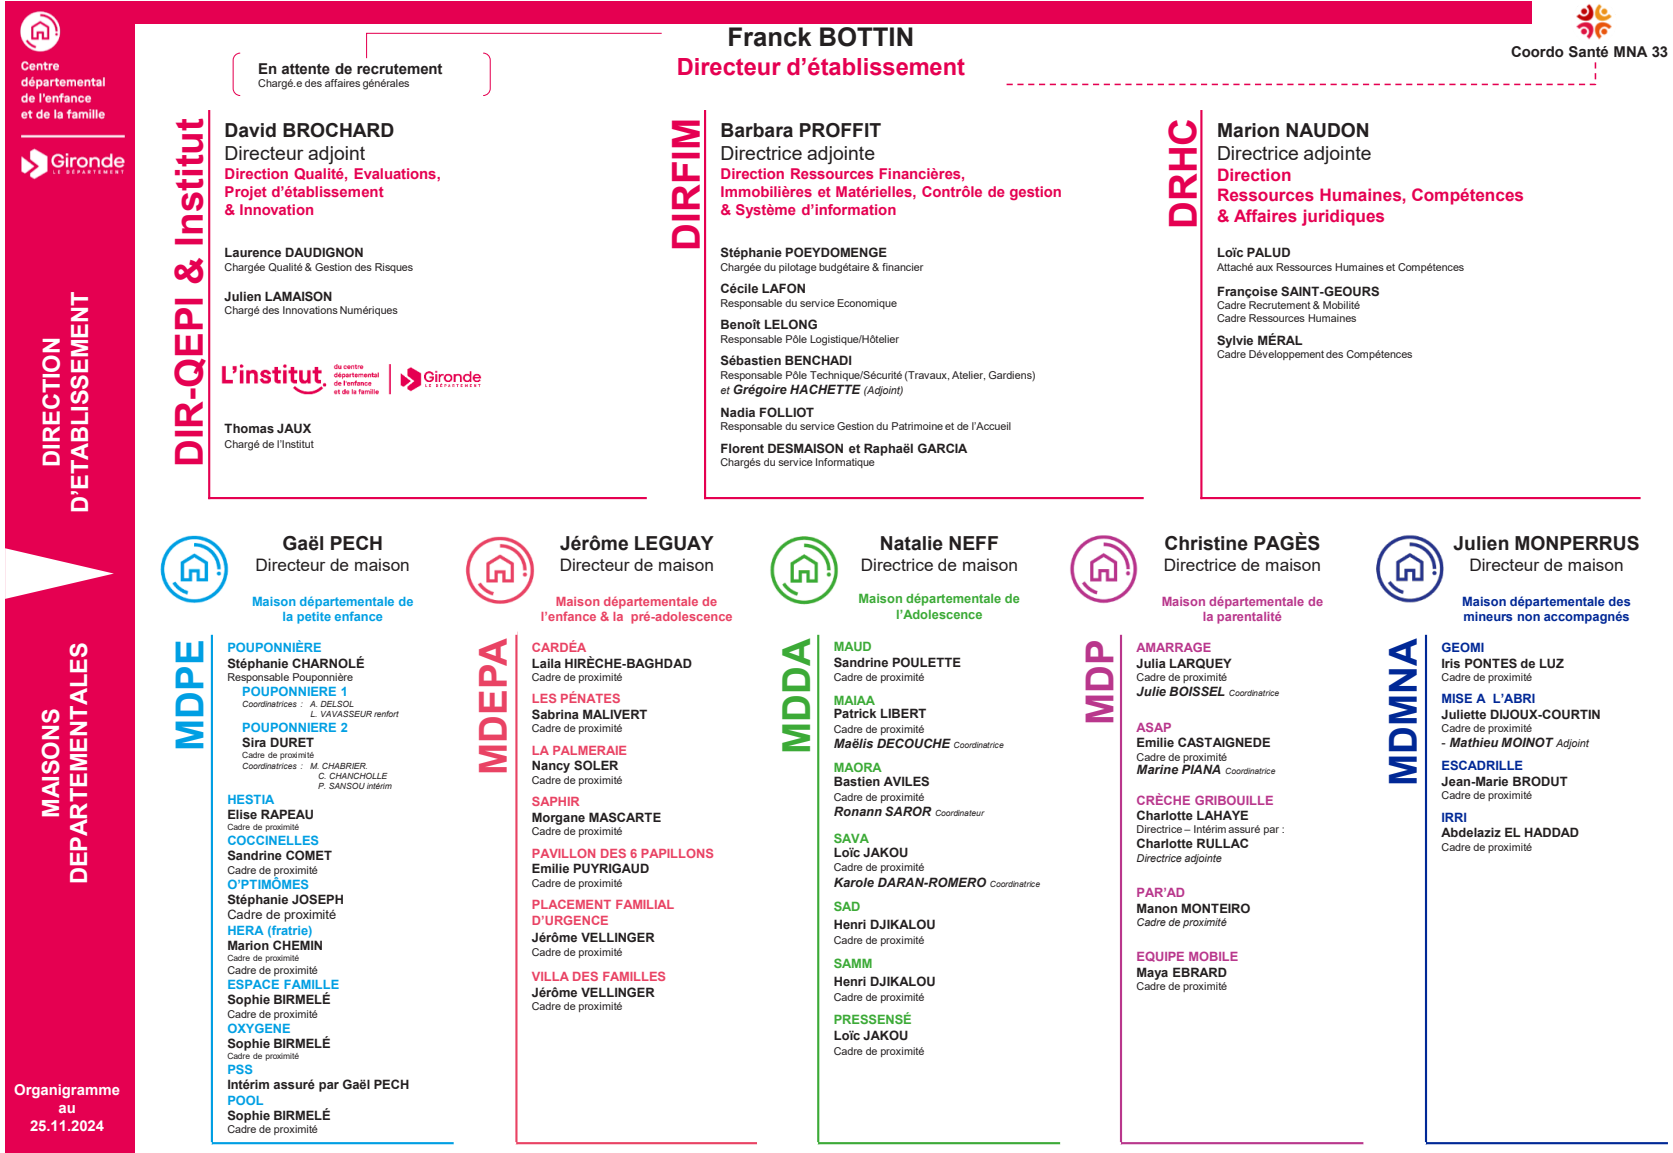 Centre
départemental
de l'enfance
et de la famille
Gironde
LE DÉPARTEMENT
DIRECTION
D'ETABLISSEMENT
MAISONS
DEPARTEMENTALES
Organigramme
au
25.11.2024
Franck BOTTIN
Directeur d'établissement
En attente de recrutement
Chargé.e des affaires générales
Coordo Santé MNA 33
DIR-QEPI & Institut
David BROCHARD
Directeur adjoint
Direction Qualité, Evaluations,
Projet d'établissement
& Innovation
Laurence DAUDIGNON
Chargée Qualité & Gestion des Risques
Julien LAMAISON
Chargé des Innovations Numériques
L'institut
du centre
départemental
de l'enfance
et de la famille
Gironde
LE DÉPARTEMENT
Thomas JAUX
Chargé de l'Institut
DIRFIM
Barbara PROFFIT
Directrice adjointe
Direction Ressources Financières,
Immobilières et Matérielles, Contrôle de gestion
& Système d'information
Stéphanie POEYDOMENGE
Chargée du pilotage budgétaire & financier
Cécile LAFON
Responsable du service Economique
Benoît LELONG
Responsable Pôle Logistique/Hôtelier
Sébastien BENCHADI
Responsable Pôle Technique/Sécurité (Travaux, Atelier, Gardiens)
et Grégoire HACHETTE (Adjoint)
Nadia FOLLIOT
Responsable du service Gestion du Patrimoine et de l'Accueil
Florent DESMAISON et Raphaël GARCIA
Chargés du service Informatique
DRHC
Marion NAUDON
Directrice adjointe
Direction
Ressources Humaines, Compétences
& Affaires juridiques
Loïc PALUD
Attaché aux Ressources Humaines et Compétences
Françoise SAINT-GEOURS
Cadre Recrutement & Mobilité
Cadre Ressources Humaines
Sylvie MÉRAL
Cadre Développement des Compétences
Gaël PECH
Directeur de maison
Maison départementale de
la petite enfance
MDPE
POUPONNIÈRE
Stéphanie CHARNOLÉ
Responsable Pouponnière
POUPONNIERE 1
Coordinatrices : A. DELSOL
L. VAVASSEUR renfort
POUPONNIERE 2
Sira DURET
Cadre de proximité
Coordinatrices : M. CHABRIER.
C. CHANCHOLLE
P. SANSOU intérim
HESTIA
Elise RAPEAU
Cadre de proximité
COCCINELLES
Sandrine COMET
Cadre de proximité
O'PTIMÔMES
Stéphanie JOSEPH
Cadre de proximité
HERA (fratrie)
Marion CHEMIN
Cadre de proximité
Cadre de proximité
ESPACE FAMILLE
Sophie BIRMELÉ
Cadre de proximité
OXYGENE
Sophie BIRMELÉ
Cadre de proximité
PSS
Intérim assuré par Gaël PECH
POOL
Sophie BIRMELÉ
Cadre de proximité
Jérôme LEGUAY
Directeur de maison
Maison départementale de
l'enfance & la pré-adolescence
MDEPA
CARDÉA
Laila HIRÈCHE-BAGHDAD
Cadre de proximité
LES PÉNATES
Sabrina MALIVERT
Cadre de proximité
LA PALMERAIE
Nancy SOLER
Cadre de proximité
SAPHIR
Morgane MASCARTE
Cadre de proximité
PAVILLON DES 6 PAPILLONS
Emilie PUYRIGAUD
Cadre de proximité
PLACEMENT FAMILIAL
D'URGENCE
Jérôme VELLINGER
Cadre de proximité
VILLA DES FAMILLES
Jérôme VELLINGER
Cadre de proximité
Natalie NEFF
Directrice de maison
Maison départementale de
l'Adolescence
MDDA
MAUD
Sandrine POULETTE
Cadre de proximité
MAIAA
Patrick LIBERT
Cadre de proximité
Maëlis DECOUCHE Coordinatrice
MAORA
Bastien AVILES
Cadre de proximité
Ronann SAROR Coordinateur
SAVA
Loïc JAKOU
Cadre de proximité
Karole DARAN-ROMERO Coordinatrice
SAD
Henri DJIKALOU
Cadre de proximité
SAMM
Henri DJIKALOU
Cadre de proximité
PRESSENSÉ
Loïc JAKOU
Cadre de proximité
Christine PAGÈS
Directrice de maison
Maison départementale de
la parentalité
MDP
AMARRAGE
Julia LARQUEY
Cadre de proximité
Julie BOISSEL Coordinatrice
ASAP
Emilie CASTAIGNEDE
Cadre de proximité
Marine PIANA Coordinatrice
CRÈCHE GRIBOUILLE
Charlotte LAHAYE
Directrice – Intérim assuré par :
Charlotte RULLAC
Directrice adjointe
PAR'AD
Manon MONTEIRO
Cadre de proximité
EQUIPE MOBILE
Maya EBRARD
Cadre de proximité
Julien MONPERRUS
Directeur de maison
Maison départementale des
mineurs non accompagnés
MDMNA
GEOMI
Iris PONTES de LUZ
Cadre de proximité
MISE A L'ABRI
Juliette DIJOUX-COURTIN
Cadre de proximité
- Mathieu MOINOT Adjoint
ESCADRILLE
Jean-Marie BRODUT
Cadre de proximité
IRRI
Abdelaziz EL HADDAD
Cadre de proximité